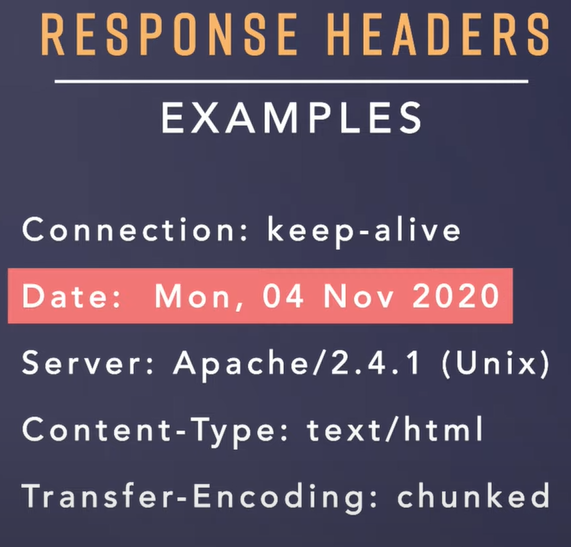 RESPONSE HEADERS
EXAMPLES
Connection: keep-alive
Date: Mon, 04 Nov 2020
Server: Apache/2.4.1 (Unix)
Content-Type: text/html
Transfer-Encoding: chunked